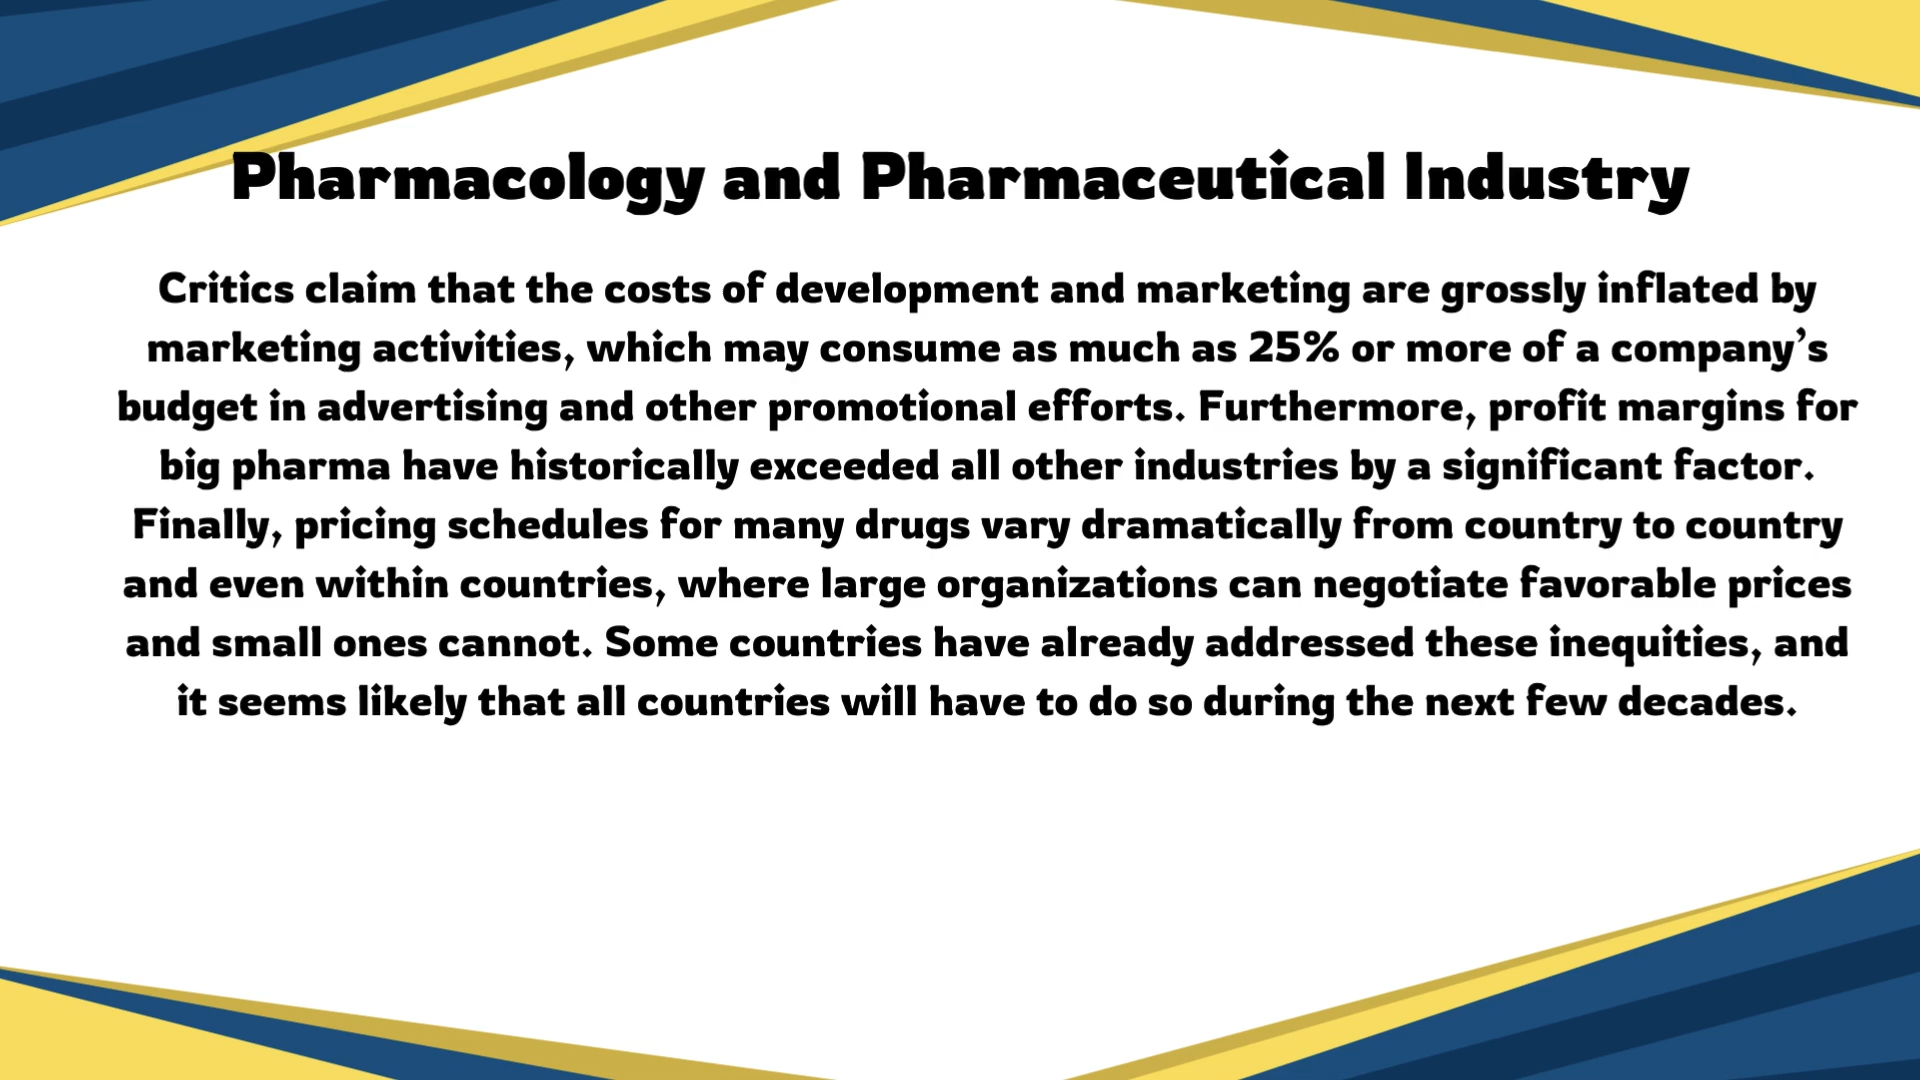 Pharmacology and Pharmaceutical Industry
Critics claim that the costs of development and marketing are grossly inflated by
marketing activities, which may consume as much as 25% or more of a company’s
budget in advertising and other promotional efforts. Furthermore, profit margins for
big pharma have historically exceeded all other industries by a significant factor.
Finally, pricing schedules for many drugs vary dramatically from country to country
and even within countries, where large organizations can negotiate favorable prices
and small ones cannot. Some countries have already addressed these inequities, and
it seems likely that all countries will have to do so during the next few decades.